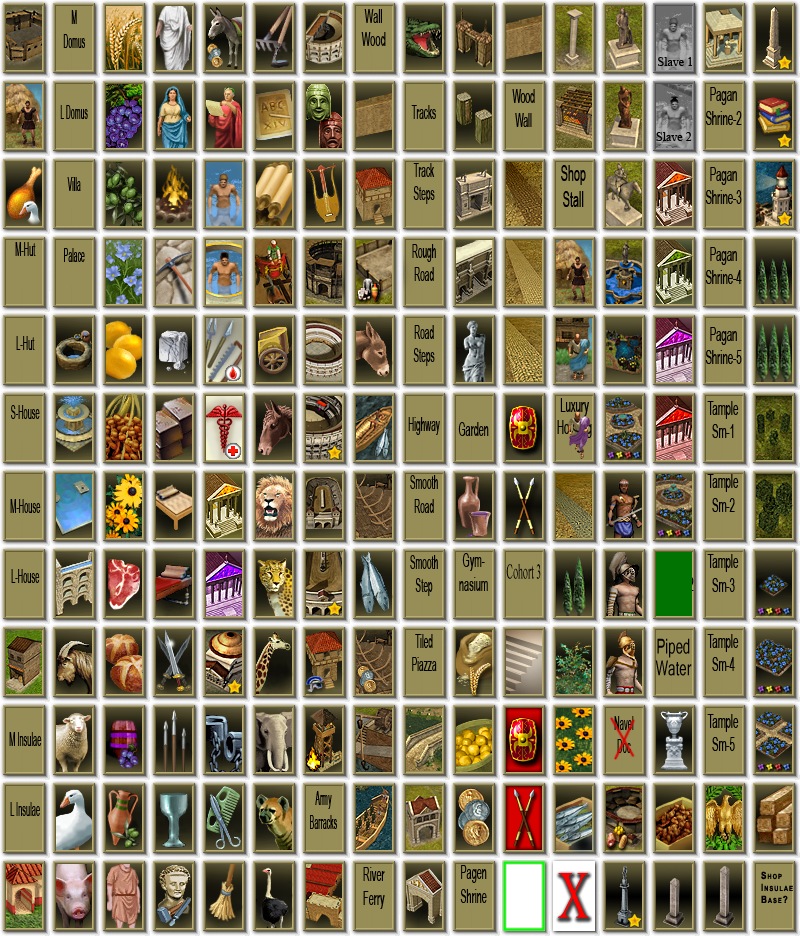 M
Domus
Wall
Wood
Slave 1
L Domus
ABC
Tracks
Wood
Wall
Slave 2
Pagan
Shrine-2
Villa
Track
Steps
Shop
Stall
Pagan
Shrine-3
M-Hut
Palace
Rough
Road
Pagan
Shrine-4
L-Hut
Road
Steps
Pagan
Shrine-5
S-House
Highway
Garden
Luxury
Tample
Sm-1
M-House
Smooth
Road
Tample
Sm-2
L-House
Smooth
Step
Gym-
nasium
Cohort 3
Tample
Sm-3
Tiled
Piazza
Piped
Water
Tample
Sm-4
M Insulae
Navel
Doc
Tample
Sm-5
L Insulae
Army
Barracks
River
Ferry
Pagen
Shrine
X
Shop
Insulae
Base?